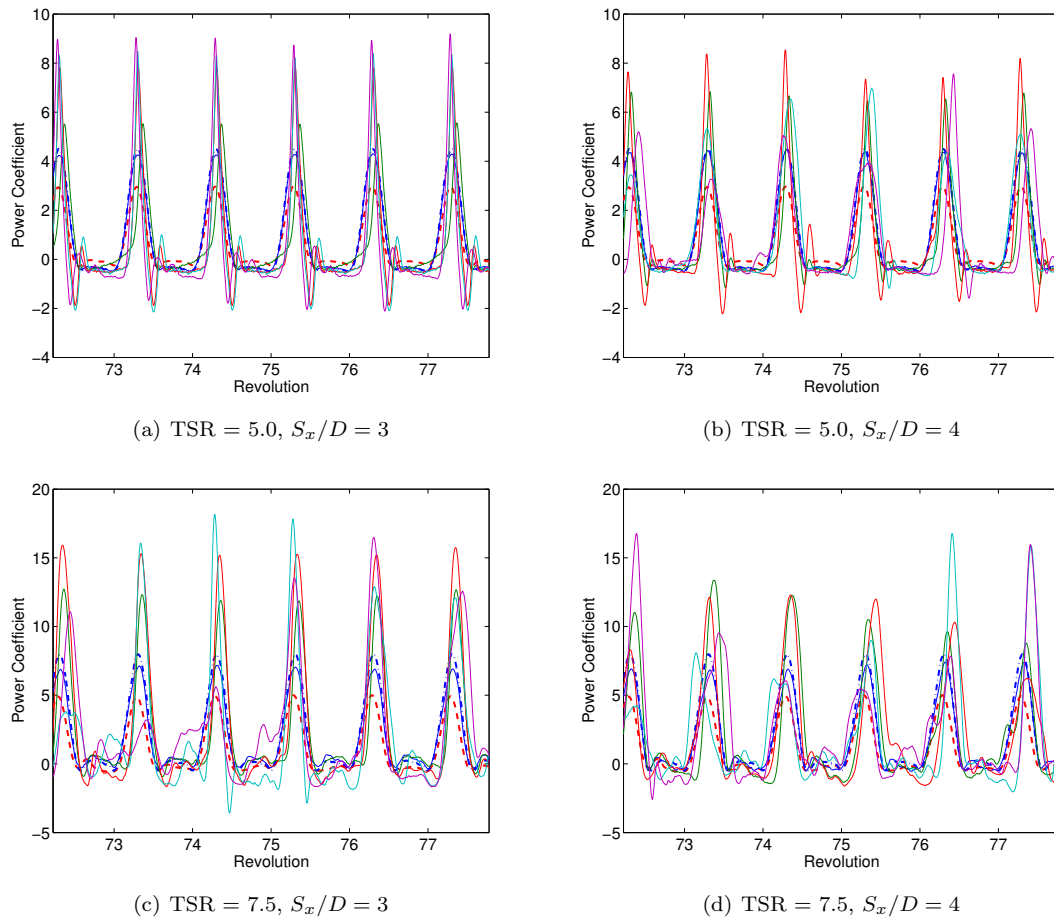 10
8
6
4
2
0
−2
−4
Power Coefficient
73 74 75 76 77
Revolution
(a) TSR = 5.0, S_x/D = 3
10
8
6
4
2
0
−2
−4
Power Coefficient
73 74 75 76 77
Revolution
(b) TSR = 5.0, S_x/D = 4
20
15
10
5
0
−5
Power Coefficient
73 74 75 76 77
Revolution
(c) TSR = 7.5, S_x/D = 3
20
15
10
5
0
−5
Power Coefficient
73 74 75 76 77
Revolution
(d) TSR = 7.5, S_x/D = 4